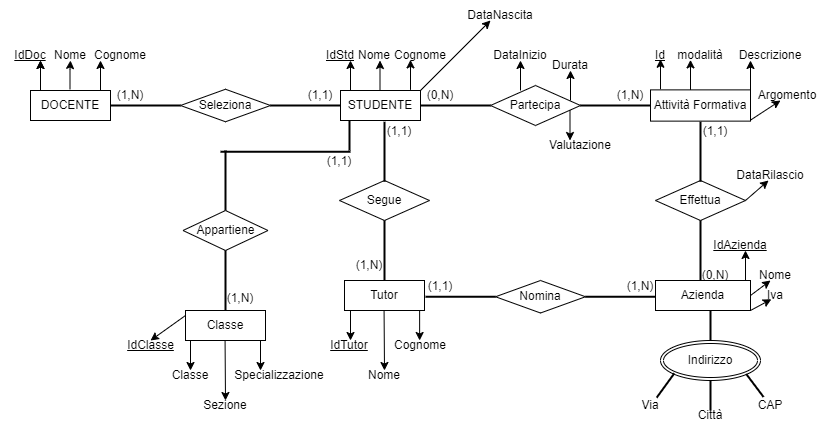 DataNascita
IdDoc Nome Cognome
IdStd Nome Cognome
DataInizio
Durata
Id modalità Descrizione
Argomento
DOCENTE (1,N) Seleziona (1,1) STUDENTE (0,N) Partecipa (1,N) Attività Formativa
Valutazione
(1,1)
(1,1)
(1,1)
DataRilascio
Appartiene
Segue
Effettua
IdAzienda
(1,N)
(0,N)
Nome
Iva
(1,N)
Tutor (1,1) Nomina (1,N) Azienda
Classe
IdClasse
IdTutor Cognome
Nome
Classe Specializzazione
Sezione
Indirizzo
Via Città CAP